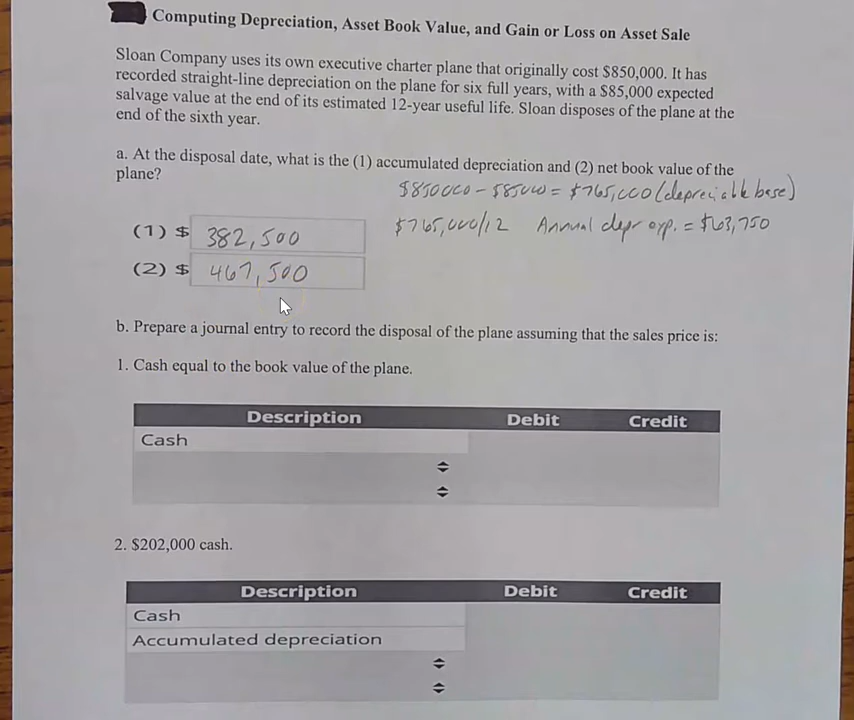 Computing Depreciation, Asset Book Value, and Gain or Loss on Asset Sale
Sloan Company uses its own executive charter plane that originally cost $850,000. It has
recorded straight-line depreciation on the plane for six full years, with a $85,000 expected
salvage value at the end of its estimated 12-year useful life. Sloan disposes of the plane at the
end of the sixth year.
a. At the disposal date, what is the (1) accumulated depreciation and (2) net book value of the
plane?
$850000 - $85000 = $765,000 (depreciable base)
(1) $ 382,500
$765,000/12 Annual depr exp. = $63,750
(2) $ 467,500
b. Prepare a journal entry to record the disposal of the plane assuming that the sales price is:
1. Cash equal to the book value of the plane.
Description Debit Credit
Cash
2. $202,000 cash.
Description Debit Credit
Cash
Accumulated depreciation